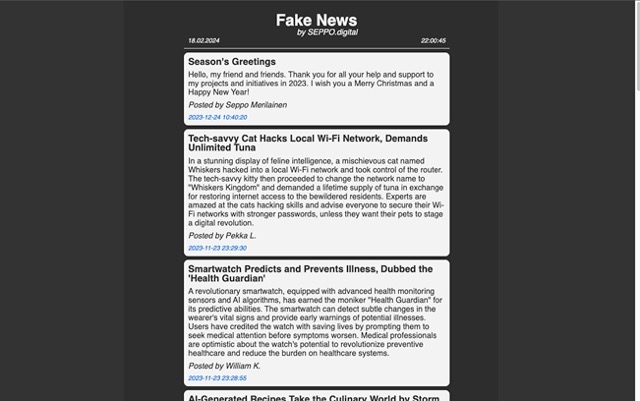 Fake News
by SEPPO.digital
18.02.2024 22:00:45
Season's Greetings
Hello, my friend and friends. Thank you for all your help and support to
my projects and initiatives in 2023. I wish you a Merry Christmas and a
Happy New Year!
Posted by Seppo Merilainen
2023-12-24 10:40:20
Tech-savvy Cat Hacks Local Wi-Fi Network, Demands
Unlimited Tuna
In a stunning display of feline intelligence, a mischievous cat named
Whiskers hacked into a local Wi-Fi network and took control of the router.
The tech-savvy kitty then proceeded to change the network name to
"Whiskers Kingdom" and demanded a lifetime supply of tuna in exchange
for restoring internet access to the bewildered residents. Experts are
amazed at the cats hacking skills and advise everyone to secure their Wi-
Fi networks with stronger passwords, unless they want their pets to stage
a digital revolution.
Posted by Pekka L.
2023-11-23 23:29:30
Smartwatch Predicts and Prevents Illness, Dubbed the
'Health Guardian'
A revolutionary smartwatch, equipped with advanced health monitoring
sensors and AI algorithms, has earned the moniker "Health Guardian" for
its predictive abilities. The smartwatch can detect subtle changes in the
wearer's vital signs and provide early warnings of potential illnesses.
Users have credited the watch with saving lives by prompting them to
seek medical attention before symptoms worsen. Medical professionals
are optimistic about the watch's potential to revolutionize preventive
healthcare and reduce the burden on healthcare systems.
Posted by William K.
2023-11-23 23:28:55
AI-Generated Recipes Take the Culinary World by Storm